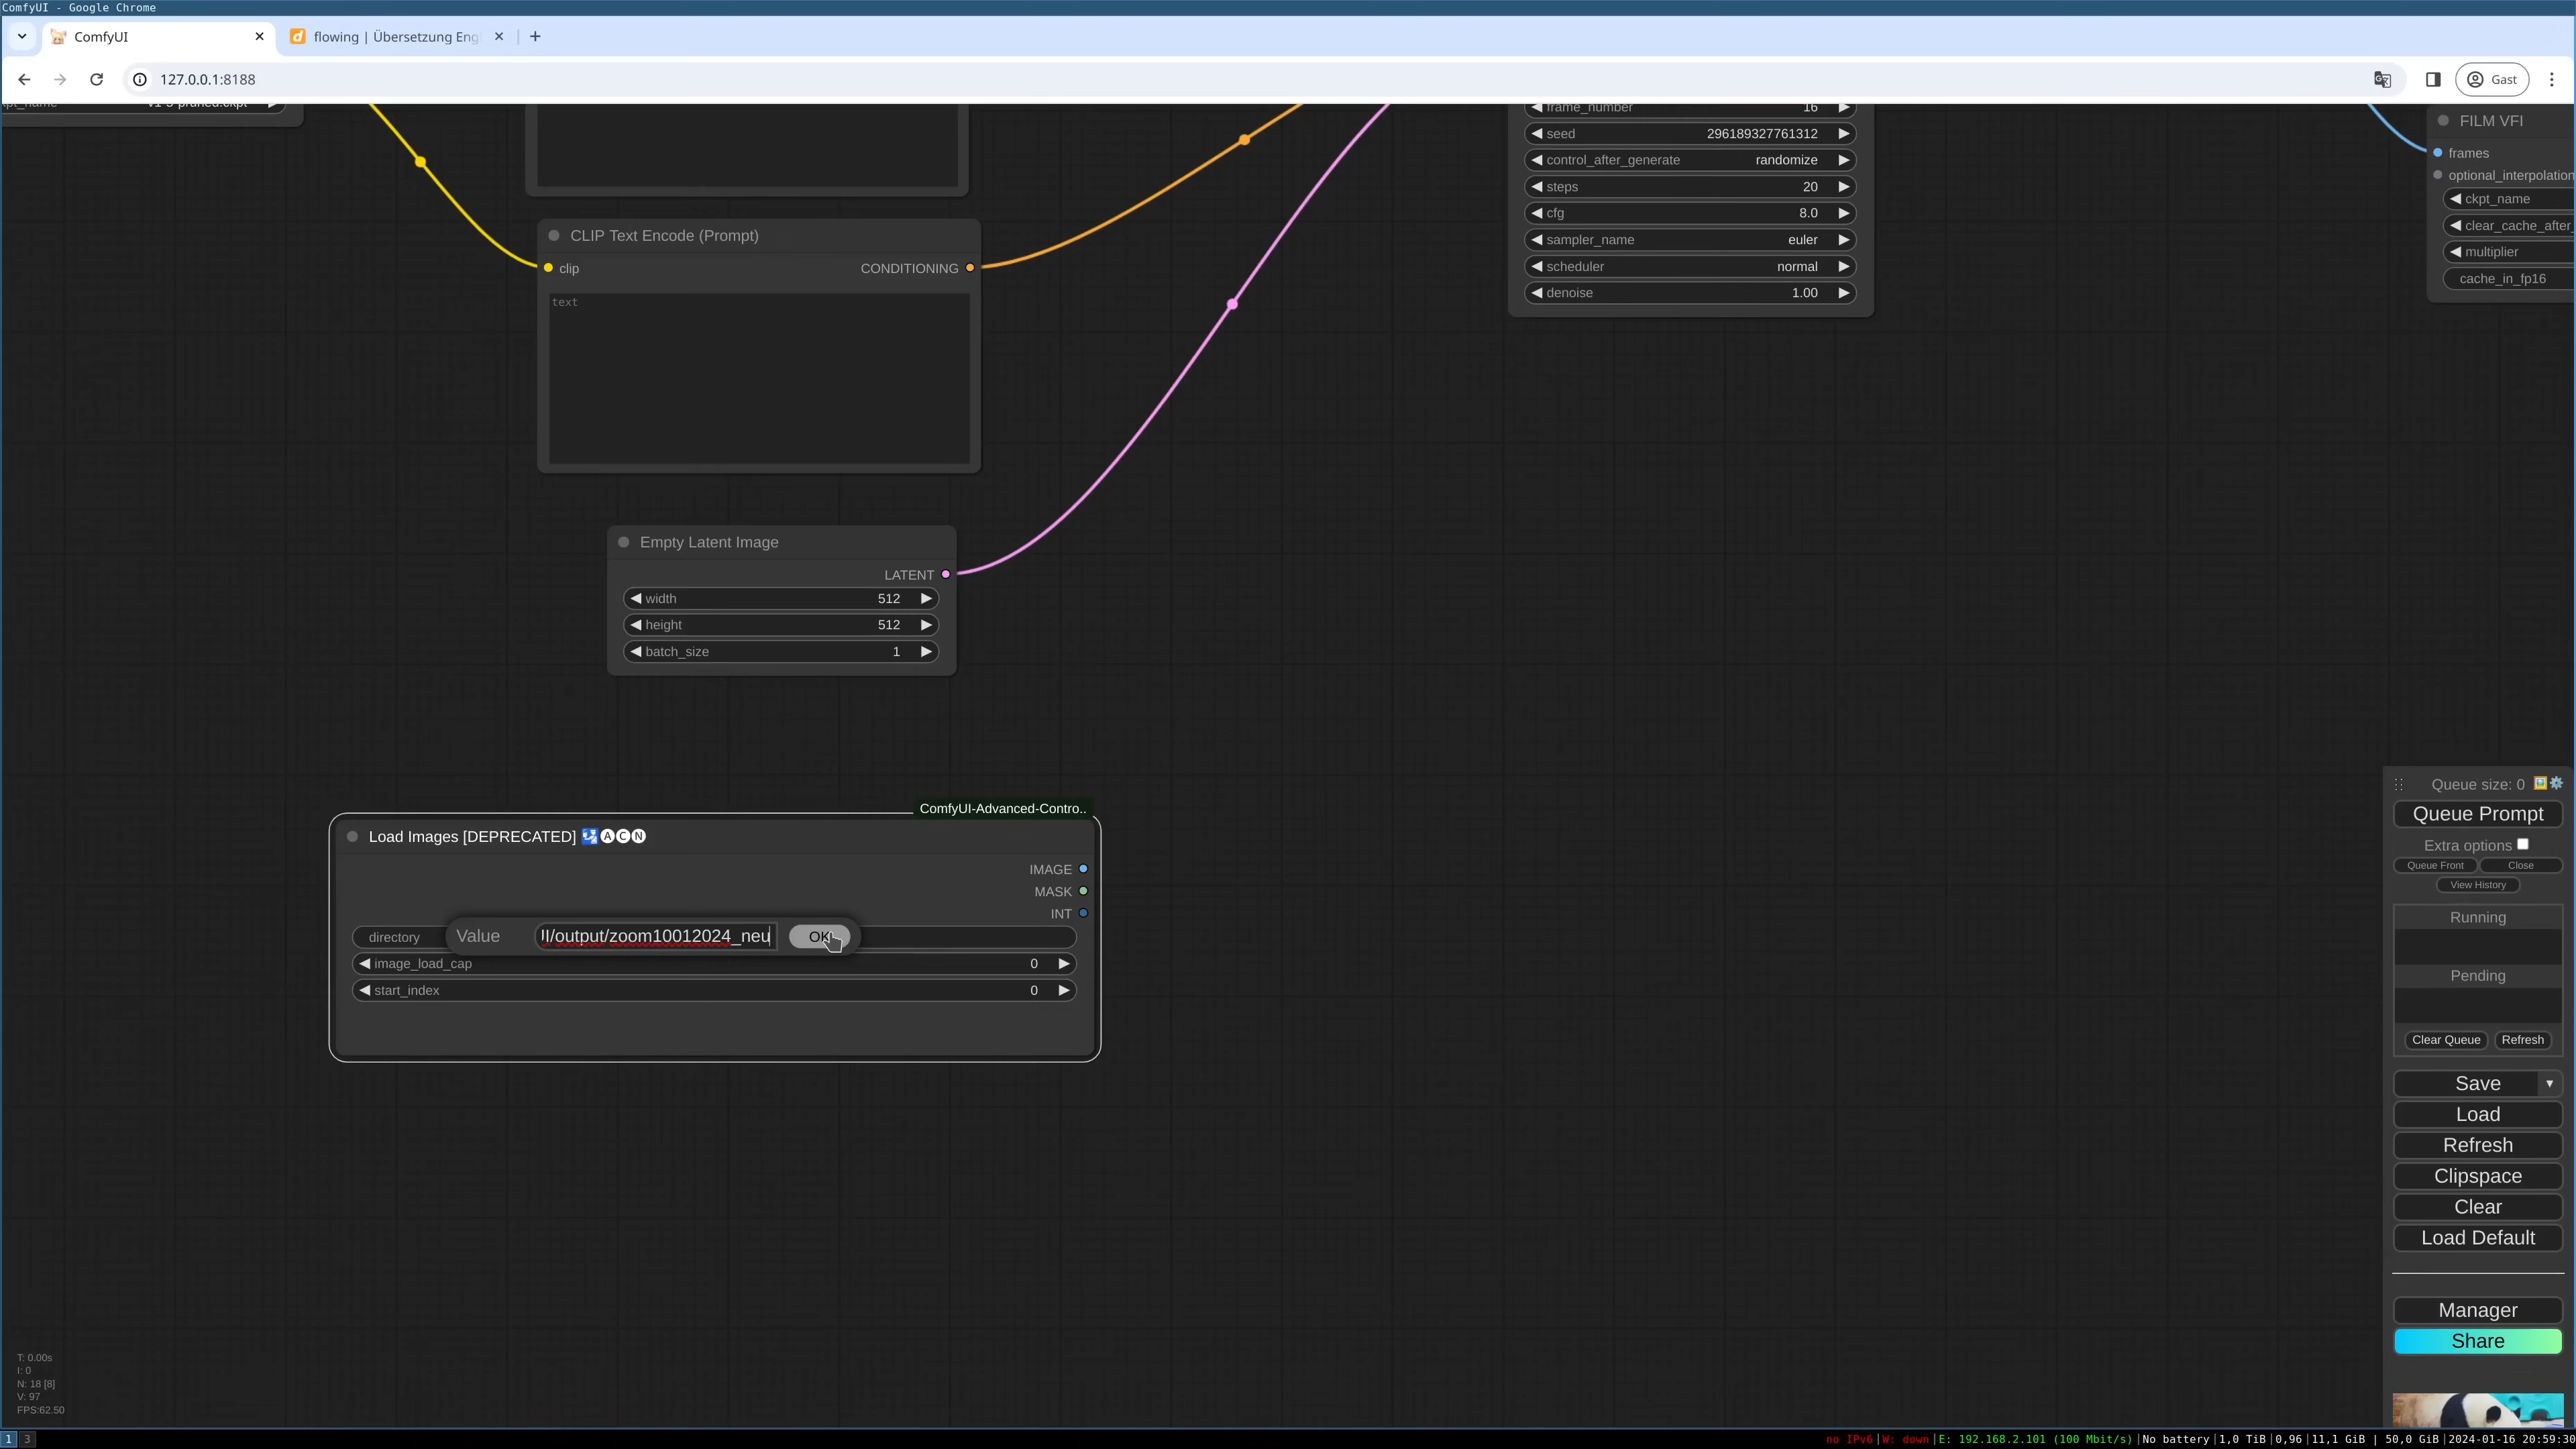 ComfyUI - Google Chrome
ComfyUI
flowing | Übersetzung Eng
127.0.0.1:8188
Gast
v1-5-pruned.ckpt
frame_number 16
seed 296189327761312
control_after_generate randomize
steps 20
cfg 8.0
sampler_name euler
scheduler normal
denoise 1.00
FILM VFI
frames
optional_interpolation
ckpt_name
clear_cache_after_
multiplier
cache_in_fp16
CLIP Text Encode (Prompt)
clip CONDITIONING
text
Empty Latent Image
LATENT
width 512
height 512
batch_size 1
ComfyUI-Advanced-Contro..
Load Images [DEPRECATED] 🛂🅐🅒🅝
IMAGE
MASK
INT
directory Value I/output/zoom10012024_neu OK
image_load_cap 0
start_index 0
Queue size: 0
Queue Prompt
Extra options
Queue Front Close
View History
Running
Pending
Clear Queue Refresh
Save
Load
Refresh
Clipspace
Clear
Load Default
Manager
Share
T: 0.00s
I: 0
N: 18 [8]
V: 97
FPS:62.50
1 3
no IPv6|W: down|E: 192.168.2.101 (100 Mbit/s)|No battery|1,0 TiB|0,96|11,1 GiB | 50,0 GiB|2024-01-16 20:59:30